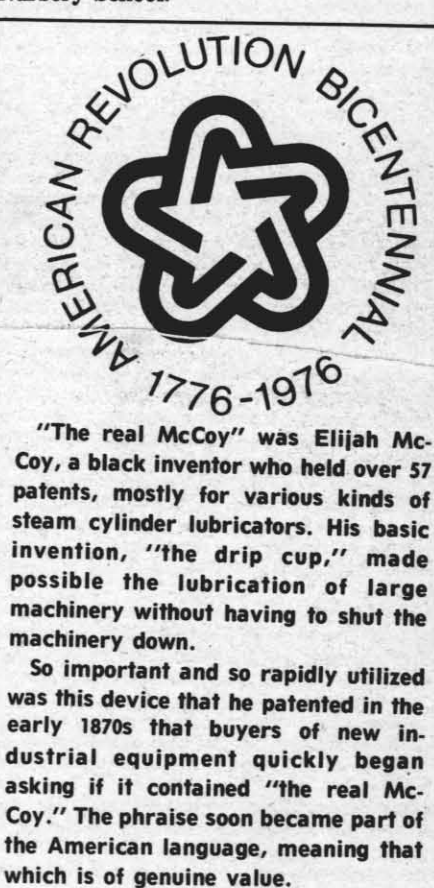 AMERICAN REVOLUTION BICENTENNIAL
1776-1976
"The real McCoy" was Elijah Mc-
Coy, a black inventor who held over 57
patents, mostly for various kinds of
steam cylinder lubricators. His basic
invention, "the drip cup," made
possible the lubrication of large
machinery without having to shut the
machinery down.
So important and so rapidly utilized
was this device that he patented in the
early 1870s that buyers of new in-
dustrial equipment quickly began
asking if it contained "the real Mc-
Coy." The phraise soon became part of
the American language, meaning that
which is of genuine value.